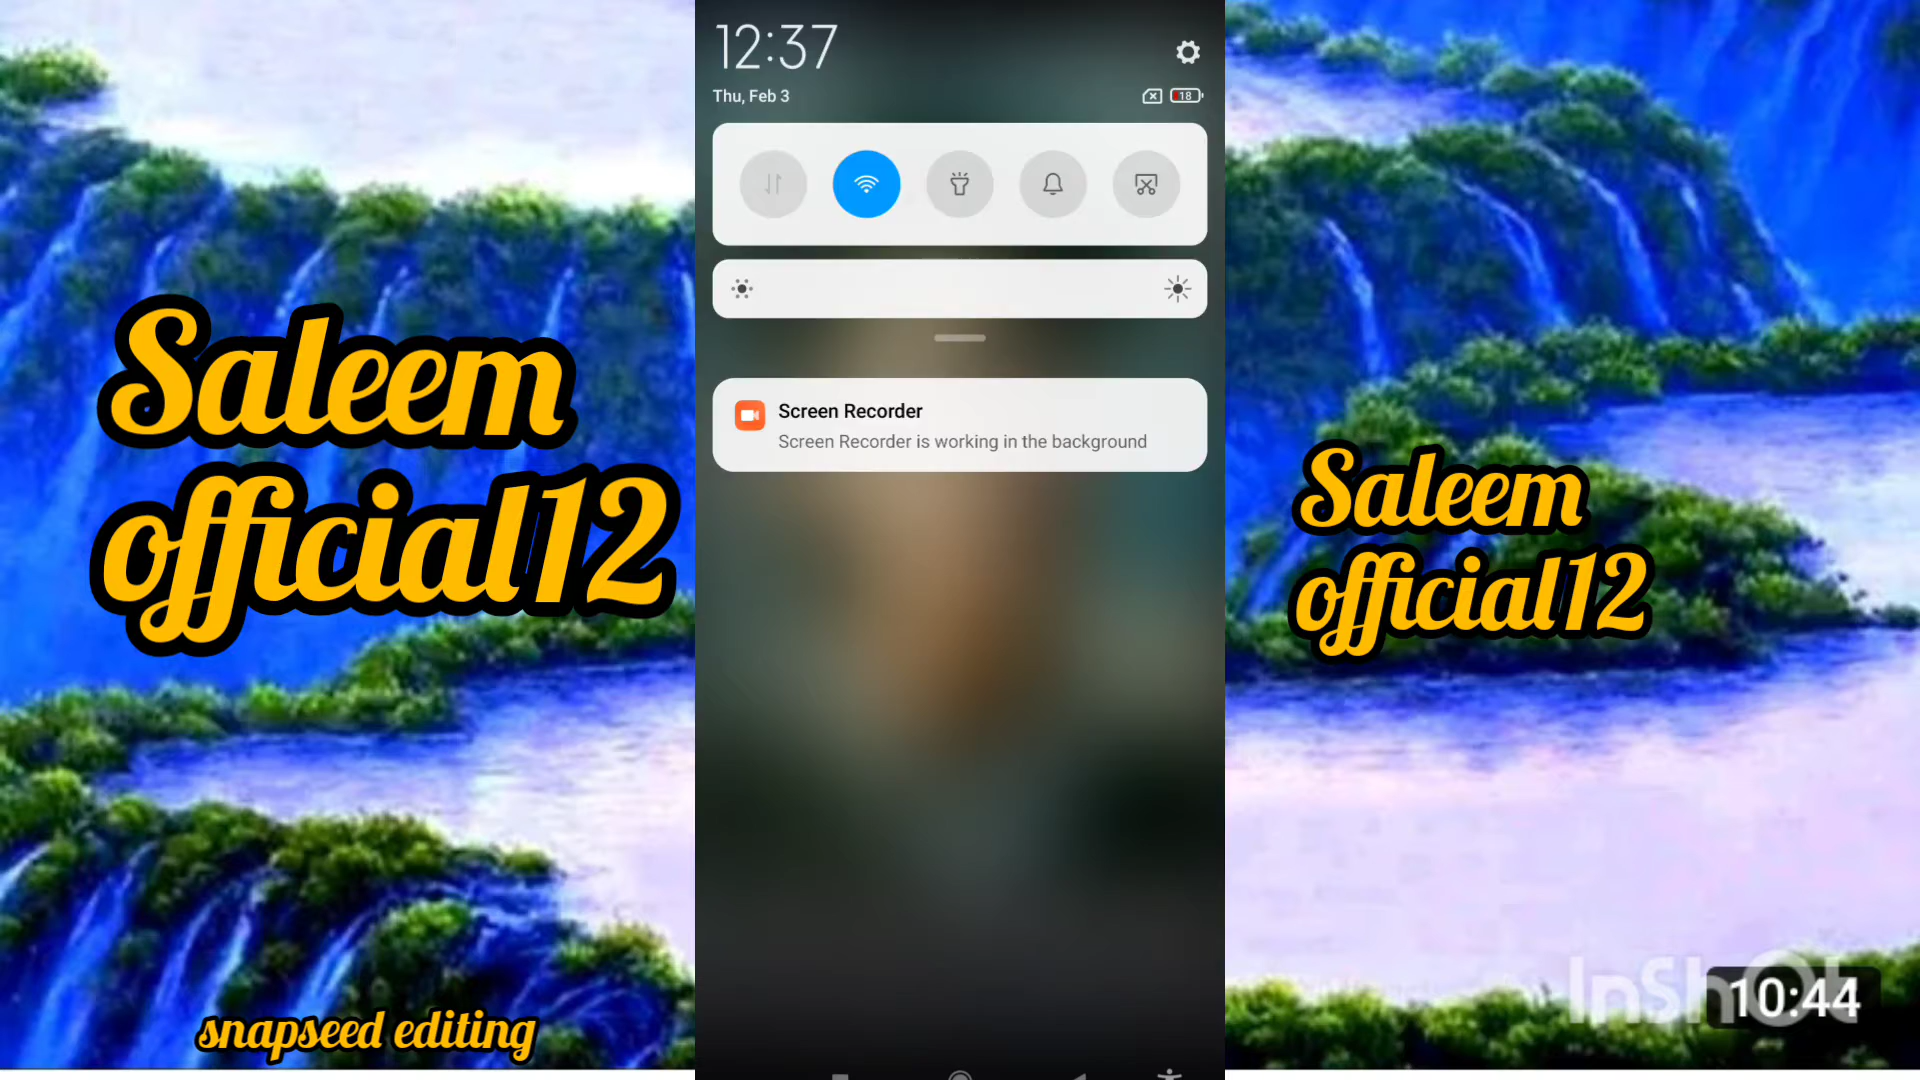 12:37
Thu, Feb 3
18
Screen Recorder
Screen Recorder is working in the background
Saleem
official12
Saleem
official12
snapseed editing
InShOt
10:44